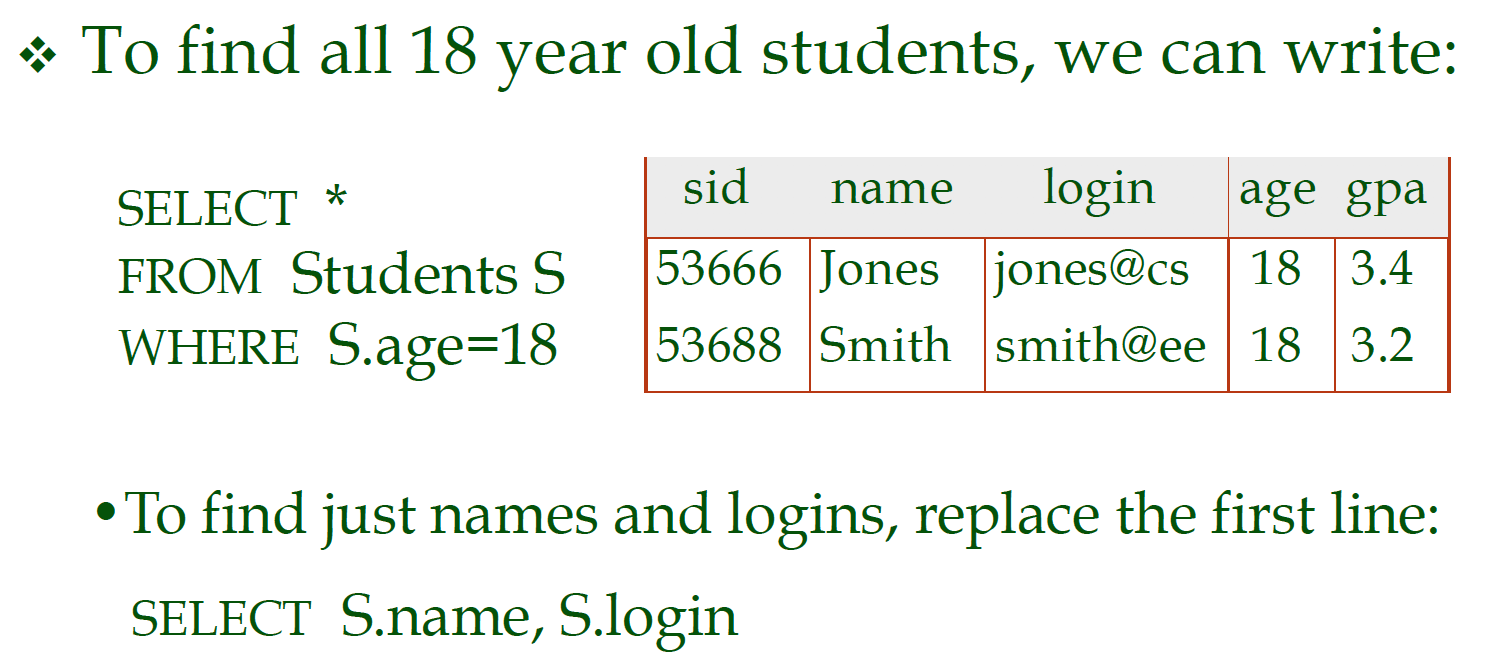 ❖ To find all 18 year old students, we can write:
SELECT *
FROM Students S
WHERE S.age=18
sid name login age gpa
53666 Jones jones@cs 18 3.4
53688 Smith smith@ee 18 3.2
•To find just names and logins, replace the first line:
SELECT S.name, S.login